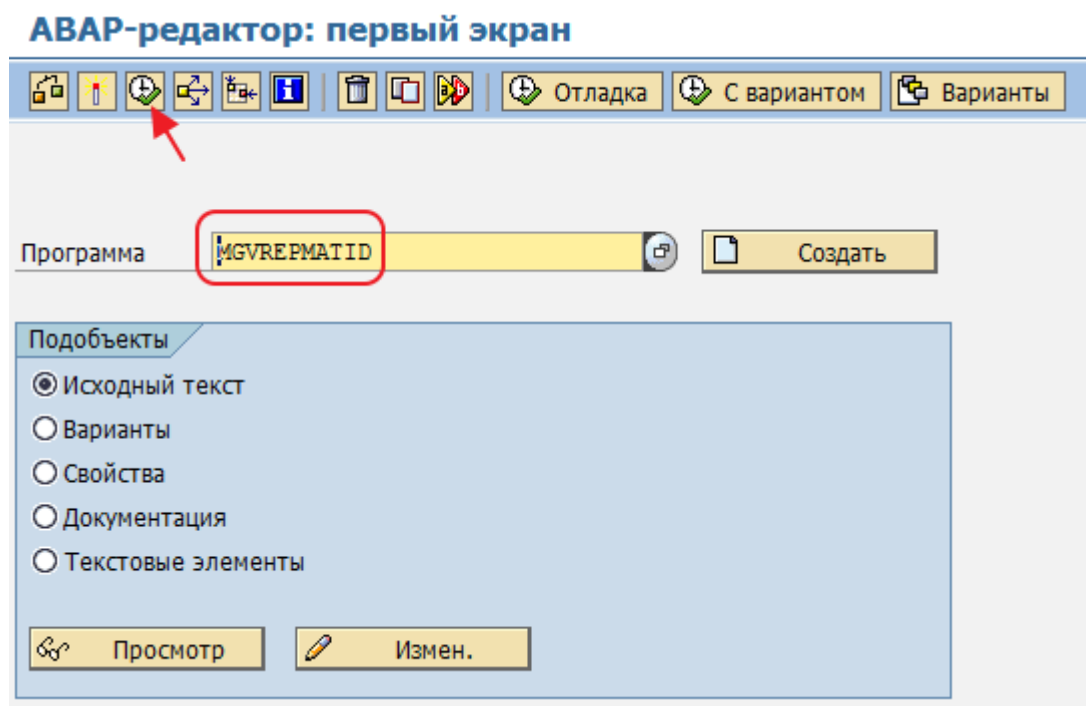 ABAP-редактор: первый экран
Отладка С вариантом Варианты
Программа MGVREPMATID Создать
Подобъекты
Исходный текст
Варианты
Свойства
Документация
Текстовые элементы
Просмотр Измен.